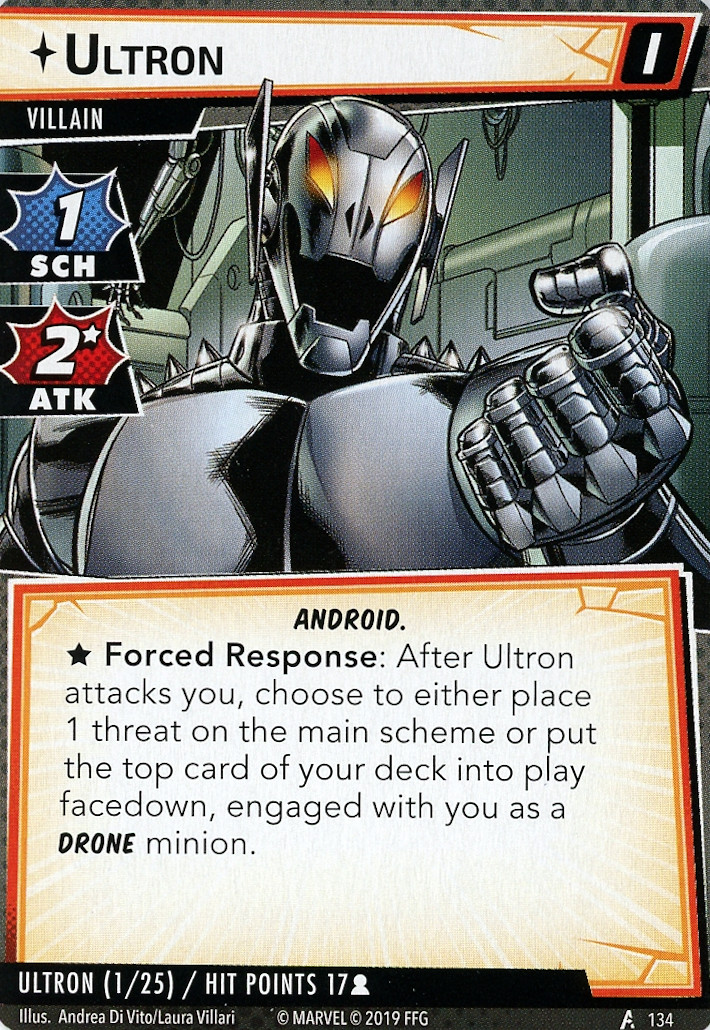 ULTRON
I
VILLAIN
1
SCH
2
ATK
ANDROID.
★ Forced Response: After Ultron
attacks you, choose to either place
1 threat on the main scheme or put
the top card of your deck into play
facedown, engaged with you as a
DRONE minion.
ULTRON (1/25) / HIT POINTS 17
Illus. Andrea Di Vito/Laura Villari © MARVEL © 2019 FFG 134